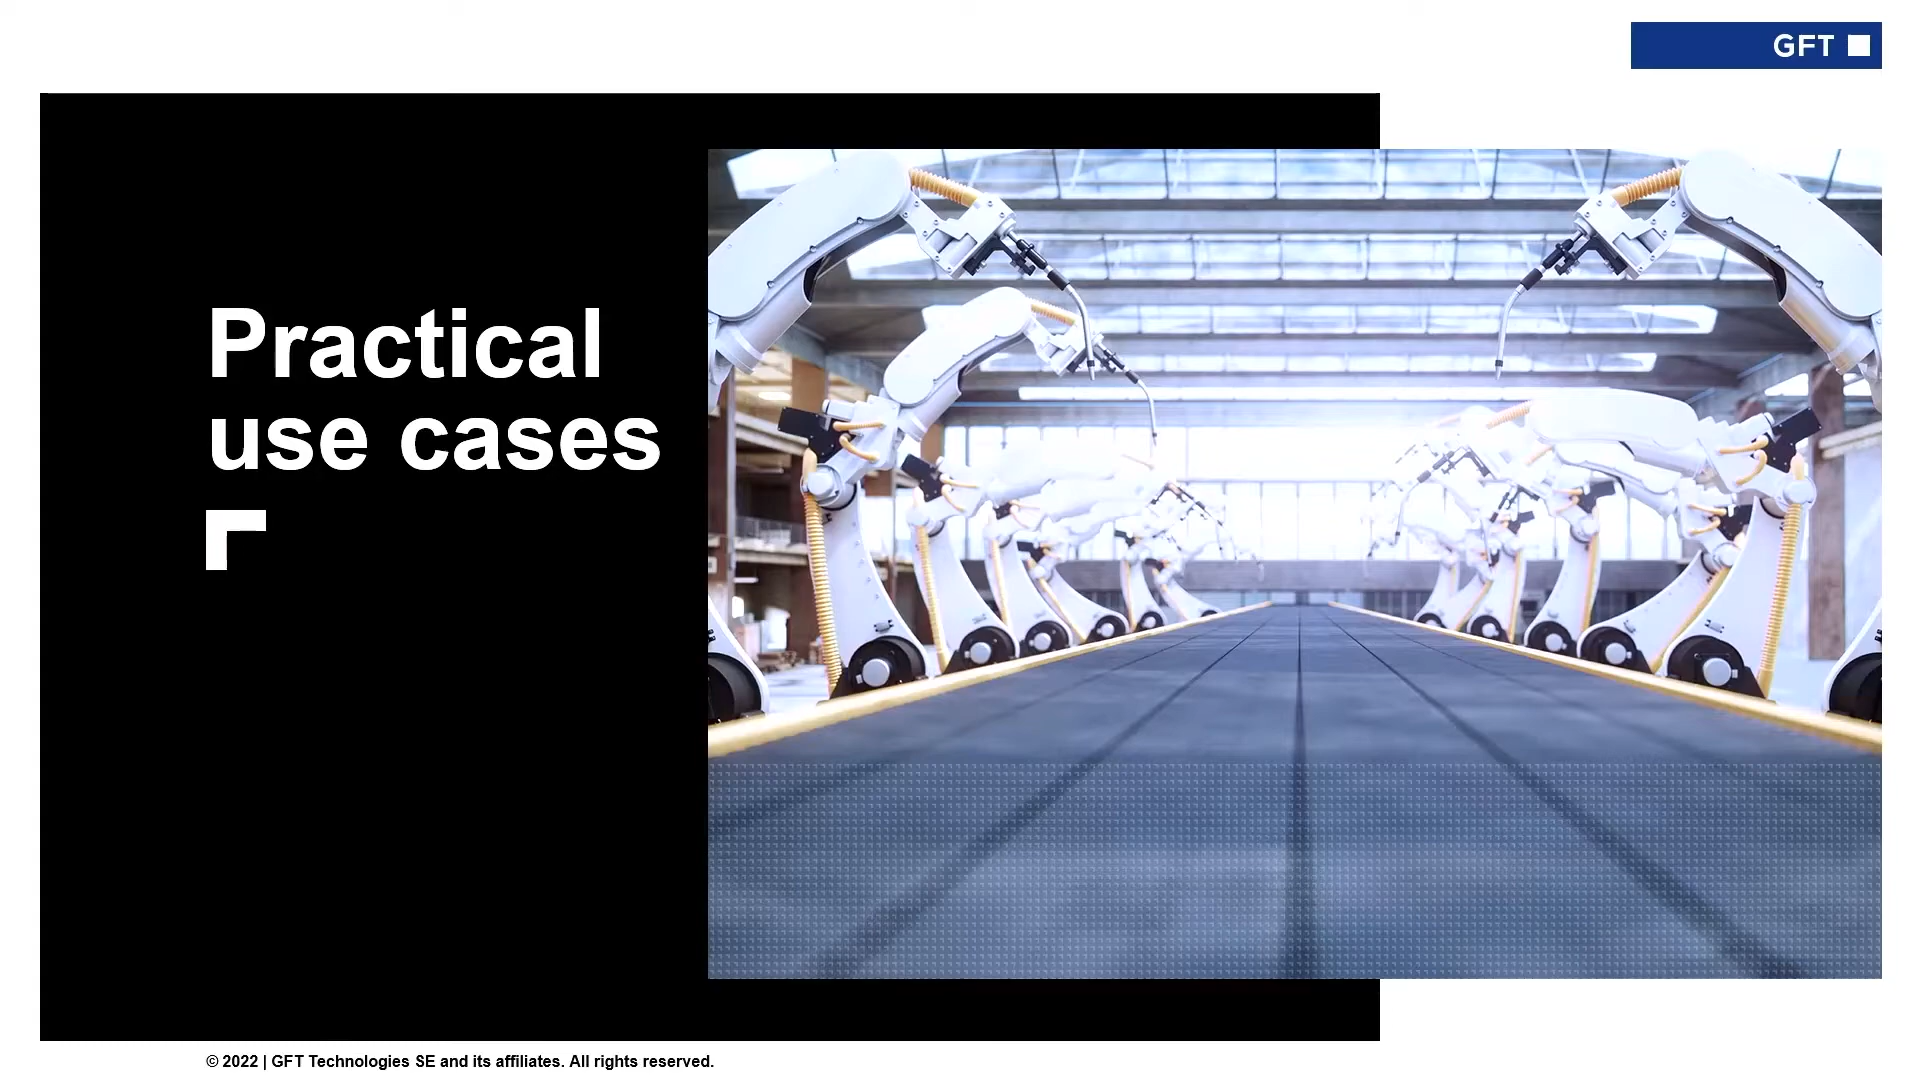 GFT
Practical
use cases
© 2022 | GFT Technologies SE and its affiliates. All rights reserved.